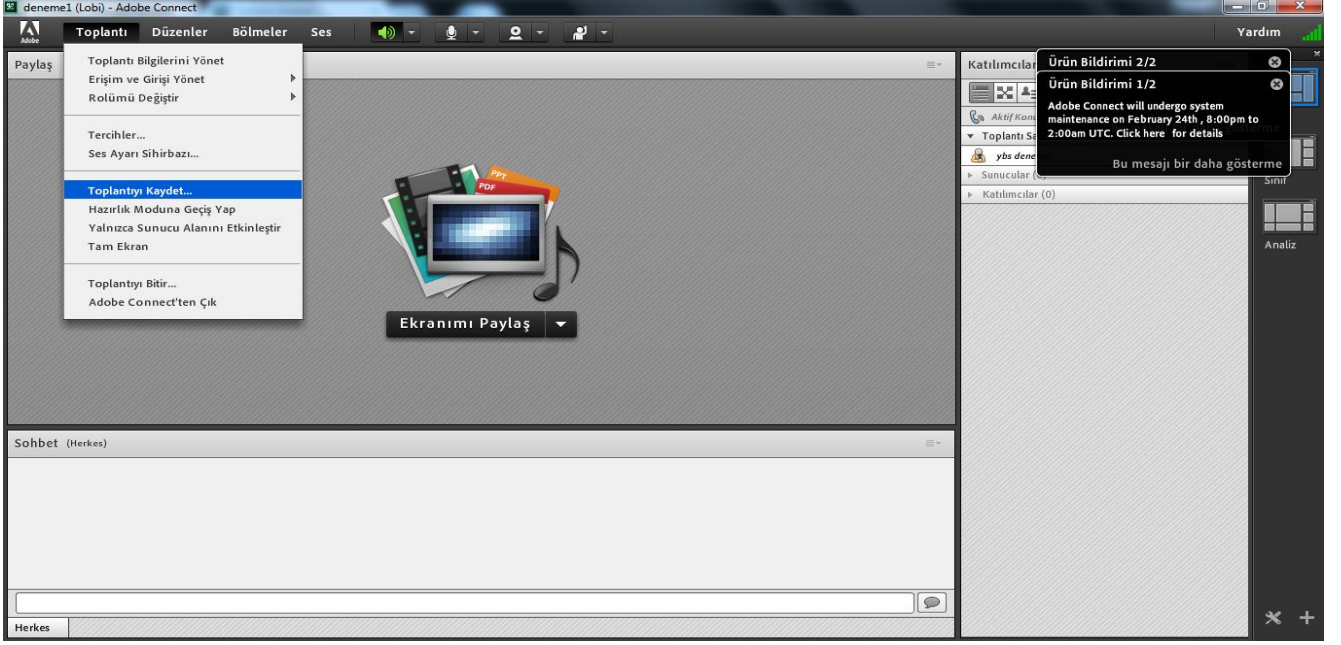 deneme1 (Lobi) - Adobe Connect
Adobe
Toplantı Düzenler Bölmeler Ses Yardım
Toplantı Bilgilerini Yönet
Erişim ve Girişi Yönet
Rolümü Değiştir
Tercihler...
Ses Ayarı Sihirbazı...
Toplantıyı Kaydet...
Hazırlık Moduna Geçiş Yap
Yalnızca Sunucu Alanını Etkinleştir
Tam Ekran
Toplantıyı Bitir...
Adobe Connect'ten Çık
Paylaş
PPT
PDF
Ekranımı Paylaş
Sohbet (Herkes)
Herkes
Katılımcılar
Aktif Konu
Toplantı Sa
ybs dene
Sunucular
Katılımcılar (0)
Ürün Bildirimi 2/2
Ürün Bildirimi 1/2
Adobe Connect will undergo system
maintenance on February 24th , 8:00pm to
2:00am UTC. Click here for details
Bu mesajı bir daha gösterme
Sınıf
Analiz